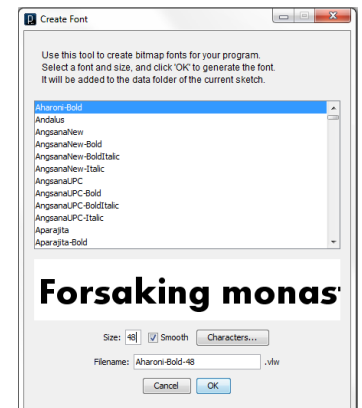 Create Font
Use this tool to create bitmap fonts for your program.
Select a font and size, and click 'OK' to generate the font.
It will be added to the data folder of the current sketch.
Aharoni-Bold
Andalus
AngsanaNew
AngsanaNew-Bold
AngsanaNew-BoldItalic
AngsanaNew-Italic
AngsanaUPC
AngsanaUPC-Bold
AngsanaUPC-BoldItalic
AngsanaUPC-Italic
Aparajita
Aparajita-Bold
Forsaking monas
Size: 48 Smooth Characters...
Filename: Aharoni-Bold-48 .vlw
Cancel OK